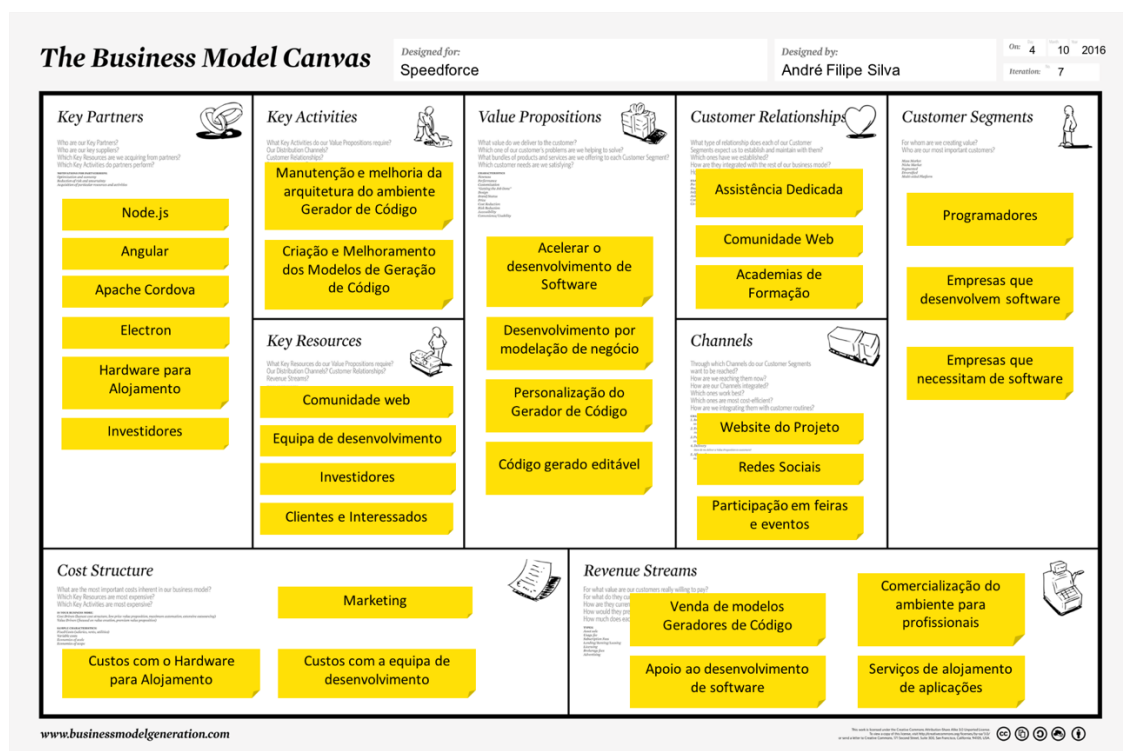 The Business Model Canvas
Designed for:
Speedforce
Designed by:
André Filipe Silva
On:
4
10
2016
Iteration:
7
Key Partners
Who are our Key Partners?
Who are our key suppliers?
Which Key Resources are we acquiring from partners?
Which Key Activities do partners perform?
Node.js
Angular
Apache Cordova
Electron
Hardware para
Alojamento
Investidores
Key Activities
What Key Activities do our Value Propositions require?
Our Distribution Channels?
Customer Relationships?
Manutenção e melhoria da
arquitetura do ambiente
Gerador de Código
Criação e Melhoramento
dos Modelos de Geração
de Código
Key Resources
What Key Resources do our Value Propositions require?
Our Distribution Channels? Customer Relationships?
Revenue Streams?
Comunidade web
Equipa de desenvolvimento
Investidores
Clientes e Interessados
Value Propositions
What value do we deliver to the customer?
Which one of our customer's problems are we helping to solve?
What bundles of products and services are we offering to each Customer Segment?
Which customer needs are we satisfying?
Acelerar o
desenvolvimento de
Software
Desenvolvimento por
modelação de negócio
Personalização do
Gerador de Código
Código gerado editável
Customer Relationships
What type of relationship does each of our Customer
Segments expect us to establish and maintain with them?
Which ones have we established?
How are they integrated with the rest of our business model?
Assistência Dedicada
Comunidade Web
Academias de
Formação
Channels
Through which Channels do our Customer Segments
want to be reached?
How are we reaching them now?
How are our Channels integrated?
Which ones work best?
Which ones are most cost-efficient?
How are we integrating them with customer routines?
Website do Projeto
Redes Sociais
Participação em feiras
e eventos
Customer Segments
For whom are we creating value?
Who are our most important customers?
Programadores
Empresas que
desenvolvem software
Empresas que
necessitam de software
Cost Structure
What are the most important costs inherent in our business model?
Which Key Resources are most expensive?
Which Key Activities are most expensive?
Marketing
Custos com o Hardware
para Alojamento
Custos com a equipa de
desenvolvimento
Revenue Streams
For what value are our customers really willing to pay?
For what do they cu
How are they curre
How would they pre
How much does eac
Venda de modelos
Geradores de Código
Comercialização do
ambiente para
profissionais
Apoio ao desenvolvimento
de software
Serviços de alojamento
de aplicações
www.businessmodelgeneration.com